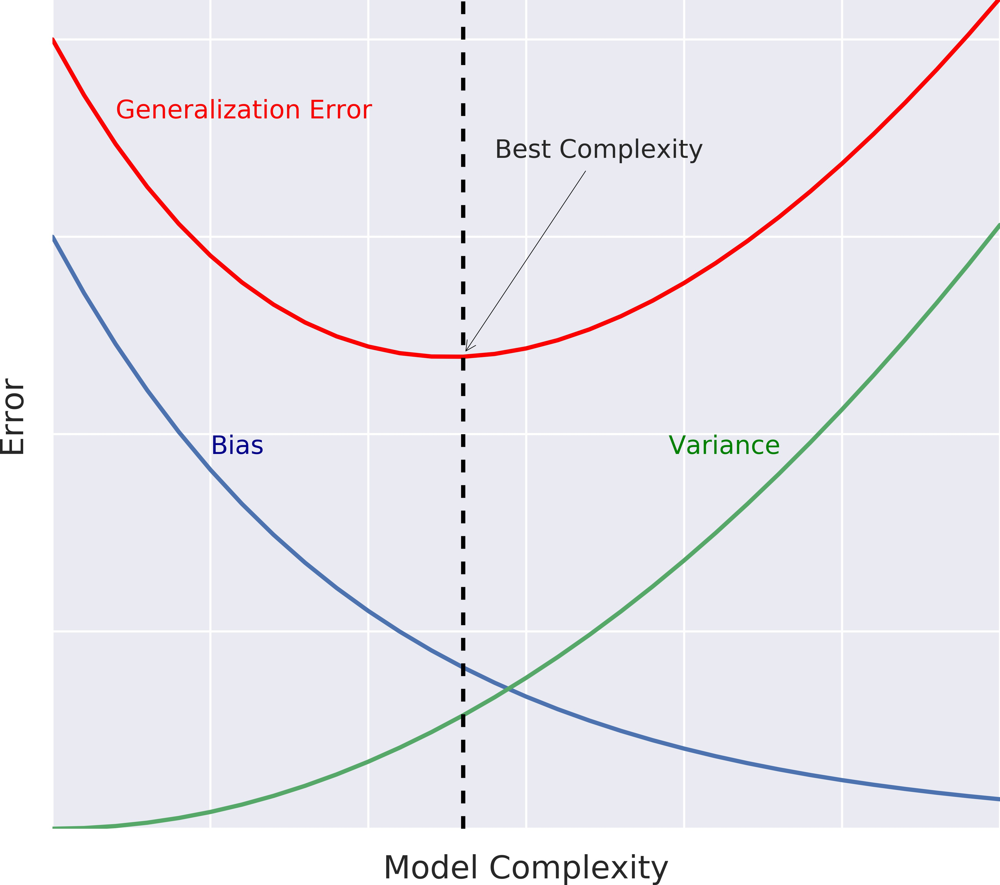 Generalization Error
Best Complexity
Error
Bias
Variance
Model Complexity